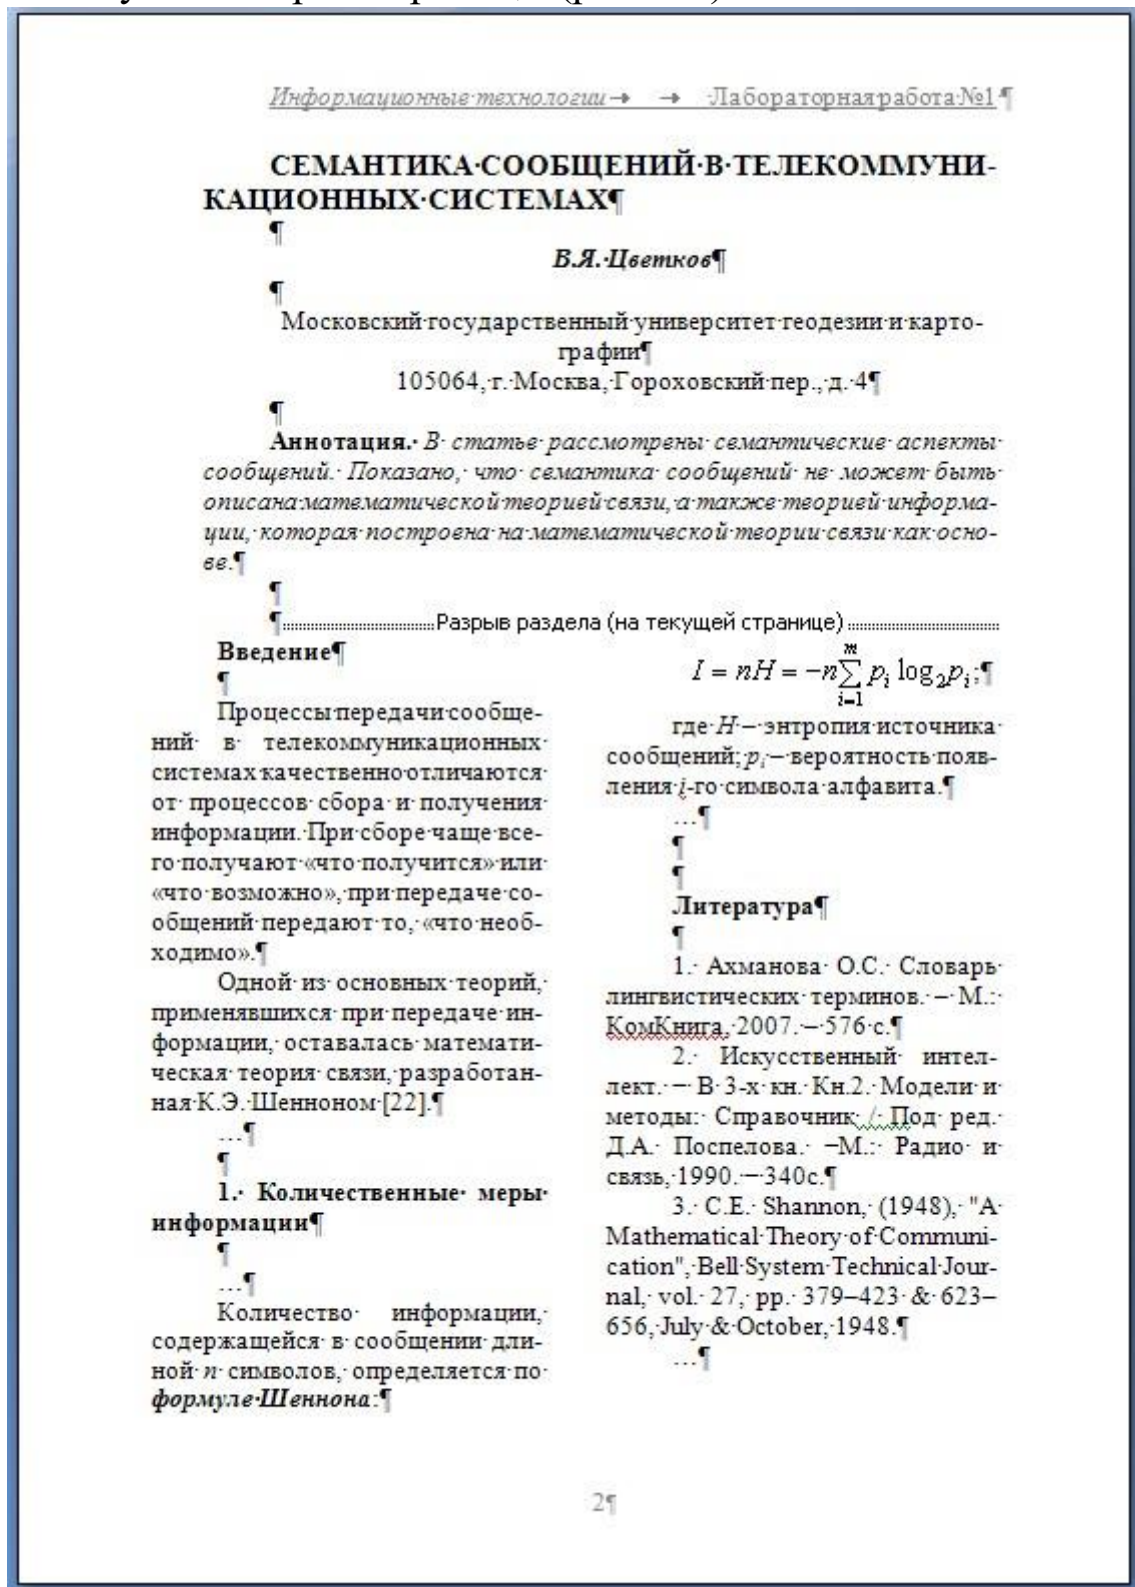 Информационные технологии→ → ·Лабораторная работа·№1¶
СЕМАНТИКА·СООБЩЕНИЙ·В·ТЕЛЕКОММУНИ-
КАЦИОННЫХ·СИСТЕМАХ¶
¶
В.Я.·Цветков¶
¶
Московский·государственный·университет·геодезии·и·карто-
графии¶
105064,·г.·Москва,·Гороховский·пер.,·д.·4¶
¶
Аннотация.·В·статье·рассмотрены·семантические·аспекты·
сообщений.·Показано,·что·семантика·сообщений·не·может·быть·
описана·математической·теорией·связи,·а·также·теорией·информа-
ции,·которая·построена·на·математической·теории·связи·как·осно-
ве.¶
¶
¶Разрыв раздела (на текущей странице)
Введение¶
¶
Процессы·передачи·сообще-
ний·в·телекоммуникационных·
системах·качественно·отличаются·
от·процессов·сбора·и·получения·
информации.·При·сборе·чаще·все-
го·получают·«что·получится»·или·
«что·возможно»,·при·передаче·со-
общений·передают·то,·«что·необ-
ходимо».¶
Одной·из·основных·теорий,·
применявшихся·при·передаче·ин-
формации,·оставалась·математи-
ческая·теория·связи,·разработан-
ная·К.Э.·Шенноном·[22].¶
…¶
¶
1.·Количественные·меры·
информации¶
¶
…¶
Количество·информации,·
содержащейся·в·сообщении·дли-
ной·n·символов,·определяется·по·
формуле·Шеннона:¶
I = nH = −n∑_{i=1}^{m} p_i log_2 p_i;¶
где·H·–·энтропия·источника·
сообщений;·p_i·–·вероятность·появ-
ления·i-го·символа·алфавита.¶
…¶
¶
¶
Литература¶
¶
1.·Ахманова·О.С.·Словарь·
лингвистических·терминов.·–·М.:·
КомКнига,·2007.·–·576·с.¶
2.·Искусственный·интел-
лект.·–·В·3-х·кн.·Кн.2.·Модели·и·
методы:·Справочник·/·Под·ред.·
Д.А.·Поспелова.·–М.:·Радио·и·
связь,·1990.·–·340с.¶
3.·C.E.·Shannon,·(1948),·"A·
Mathematical·Theory·of·Communi-
cation",·Bell·System·Technical·Jour-
nal,·vol.·27,·pp.·379–423·&·623–
656,·July·&·October,·1948.¶
…¶
2¶